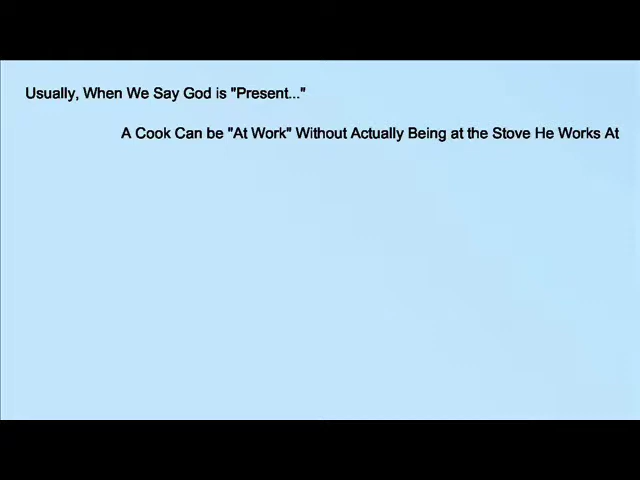 Usually, When We Say God is "Present..."
A Cook Can be "At Work" Without Actually Being at the Stove He Works At